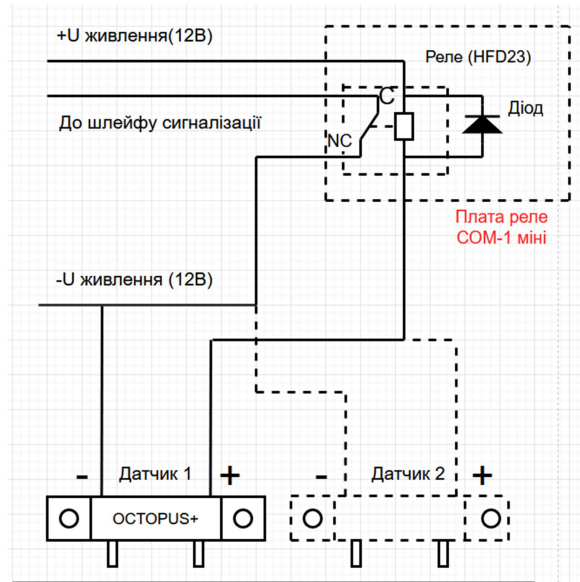 +U живлення(12В)
Реле (HFD23)
C
Діод
До шлейфу сигналізації
NC
Плата реле
COM-1 міні
-U живлення (12В)
- Датчик 1 +
- Датчик 2 +
OCTOPUS+